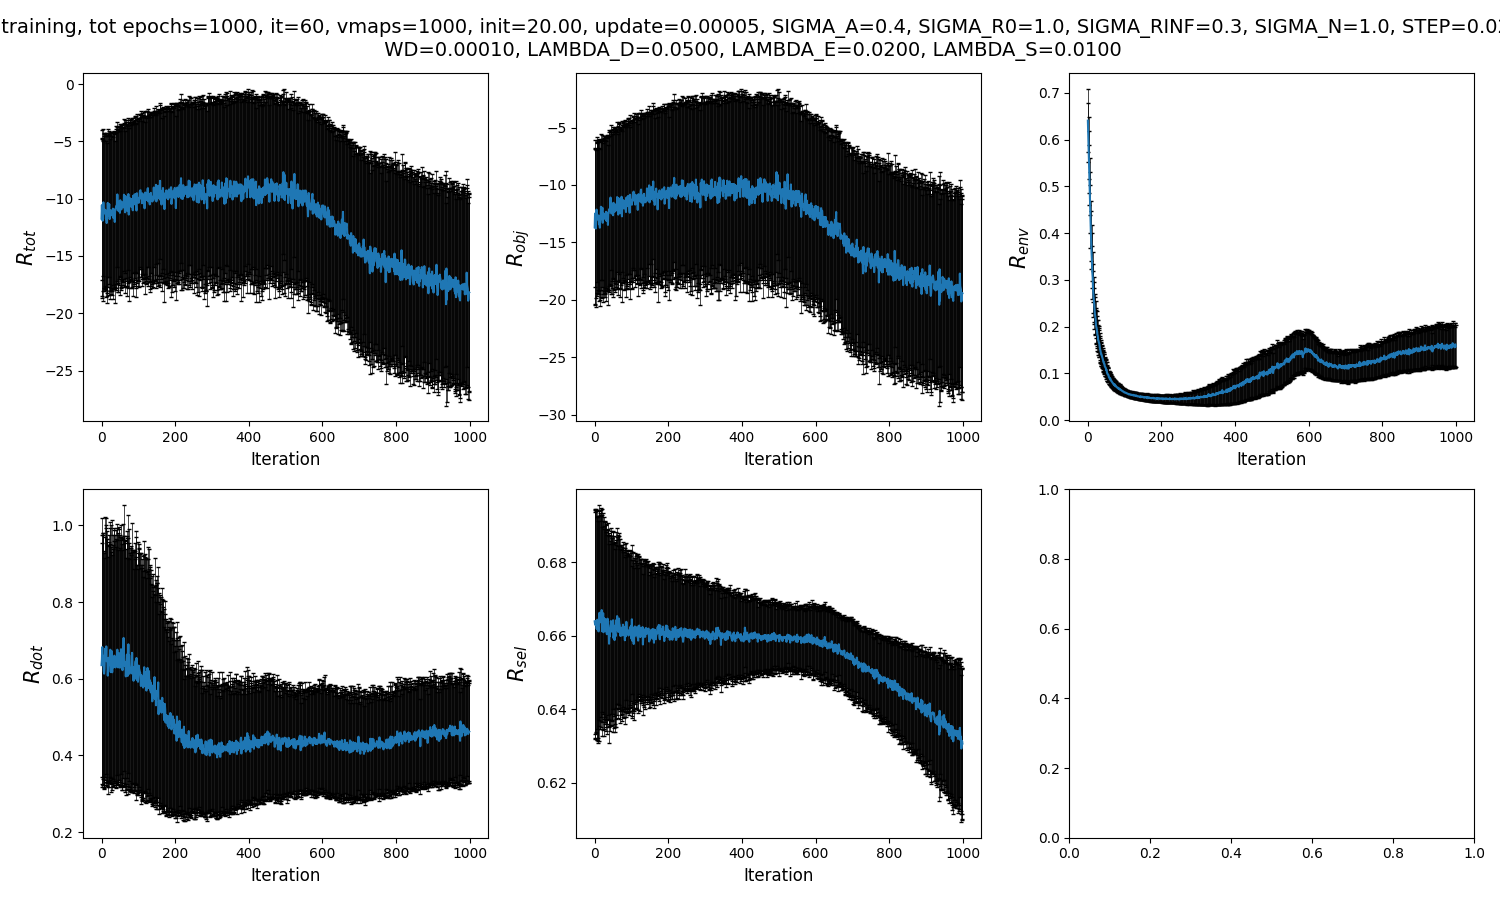 training, tot epochs=1000, it=60, vmaps=1000, init=20.00, update=0.00005, SIGMA_A=0.4, SIGMA_R0=1.0, SIGMA_RINF=0.3, SIGMA_N=1.0,
WD=0.00010, LAMBDA_D=0.0500, LAMBDA_E=0.0200, LAMBDA_S=0.0100
0
−5
−10
−15
−20
−25
R_tot
0 200 400 600 800 1000
Iteration
−5
−10
−15
−20
−25
−30
R_obj
0 200 400 600 800 1000
Iteration
0.7
0.6
0.5
0.4
0.3
0.2
0.1
0.0
R_env
0 200 400 600 800 1000
Iteration
1.0
0.8
0.6
0.4
0.2
R_dot
0 200 400 600 800 1000
Iteration
0.68
0.66
0.64
0.62
R_sel
0 200 400 600 800 1000
Iteration
1.0
0.8
0.6
0.4
0.2
0.0
0.0 0.2 0.4 0.6 0.8 1.0